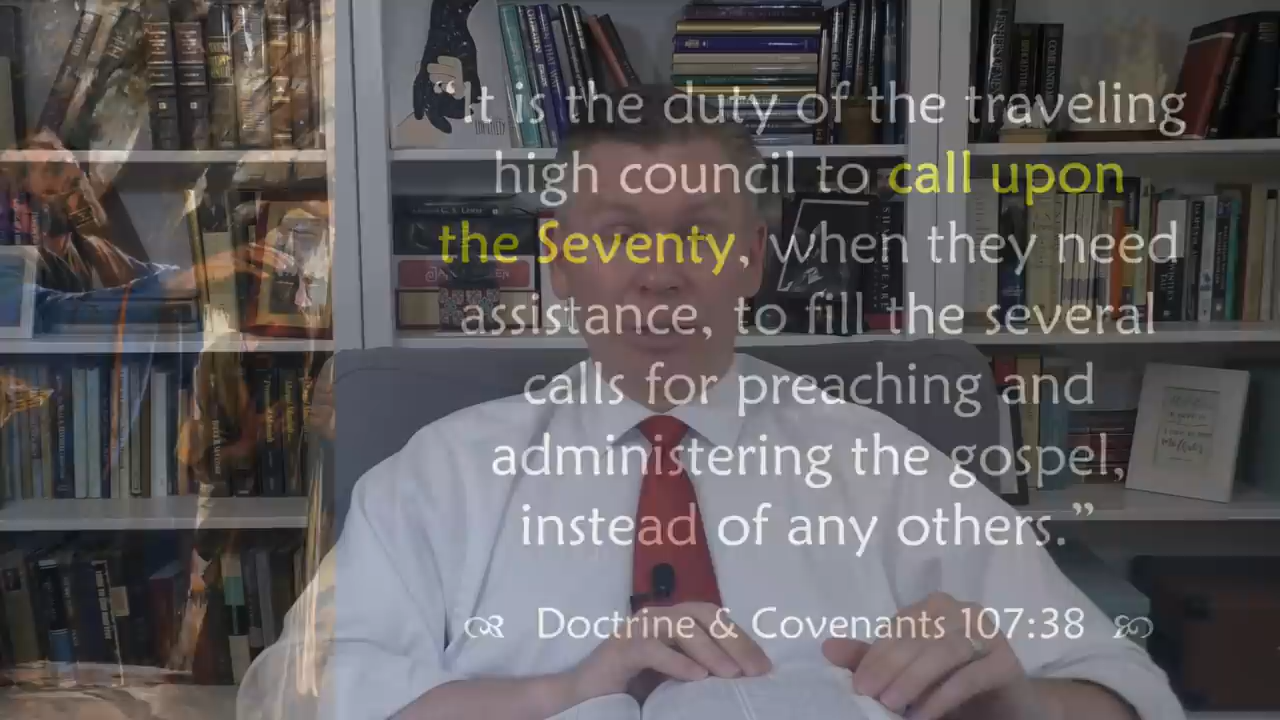 It is the duty of the traveling
high council to call upon
the Seventy, when they need
assistance, to fill the several
calls for preaching and
administering the gospel,
instead of any others.”
Doctrine & Covenants 107:38